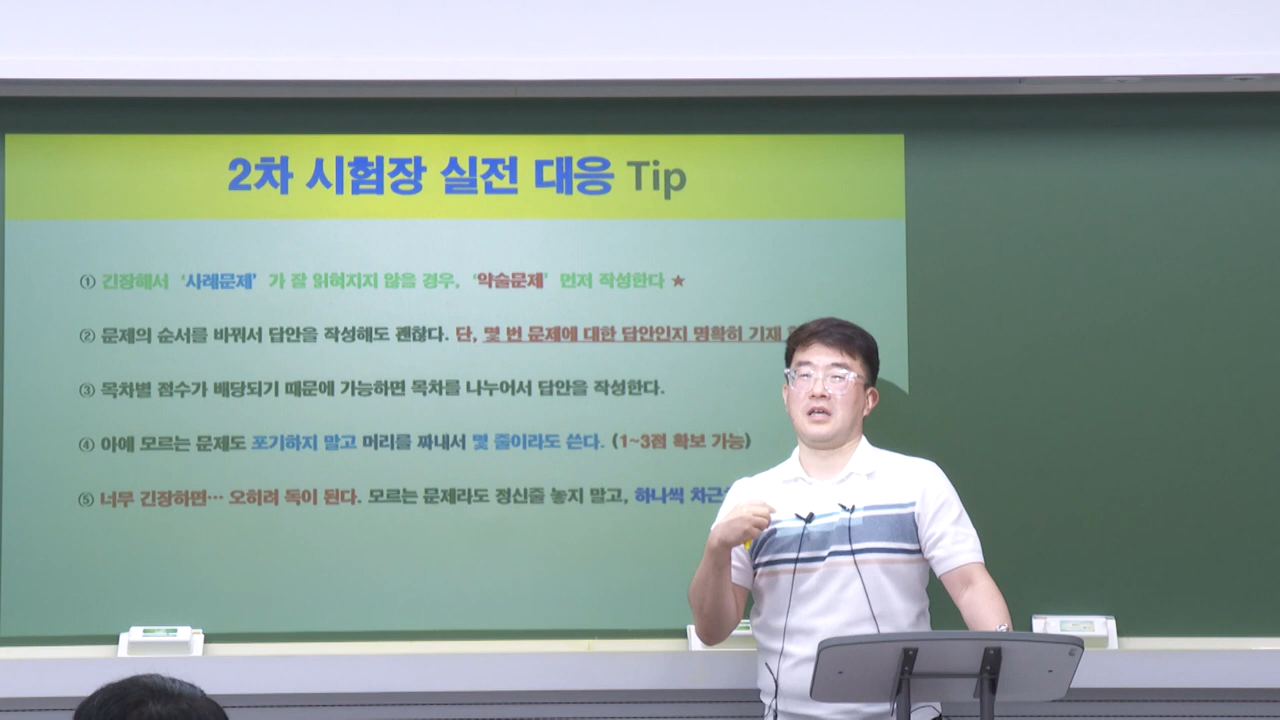 2차 시험장 실전 대응 Tip
① 긴장해서 ‘사례문제’ 가 잘 읽혀지지 않을 경우, ‘약술문제’ 먼저 작성한다 ★
② 문제의 순서를 바꿔서 답안을 작성해도 괜찮다. 단, 몇 번 문제에 대한 답안인지 명확히 기재
③ 목차별 점수가 배당되기 때문에 가능하면 목차를 나누어서 답안을 작성한다.
④ 아예 모르는 문제도 포기하지 말고 머리를 짜내서 몇 줄이라도 쓴다. (1~3점 확보 가능)
⑤ 너무 긴장하면… 오히려 독이 된다. 모르는 문제라도 정신줄 놓지 말고, 하나씩